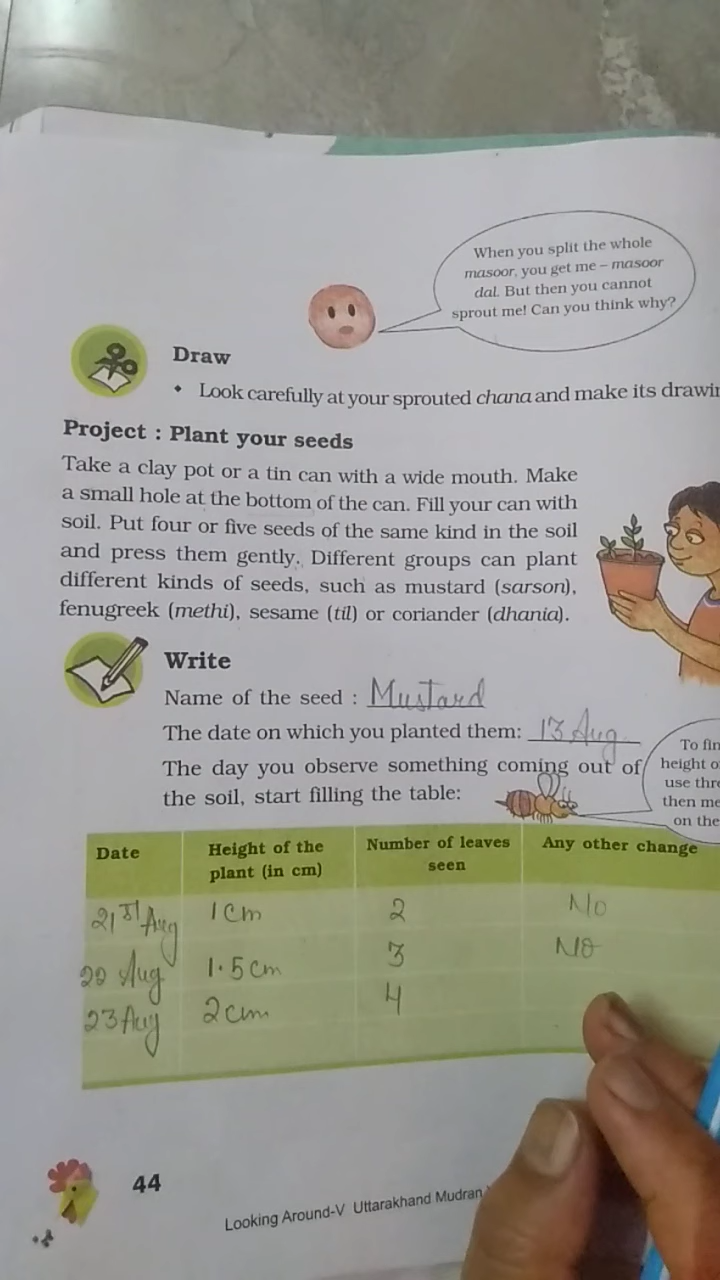 When you split the whole
masoor, you get me – masoor
dal. But then you cannot
sprout me! Can you think why?
Draw
• Look carefully at your sprouted chana and make its
Project : Plant your seeds
Take a clay pot or a tin can with a wide mouth. Make
a small hole at the bottom of the can. Fill your can with
soil. Put four or five seeds of the same kind in the soil
and press them gently. Different groups can plant
different kinds of seeds, such as mustard (sarson),
fenugreek (methi), sesame (til) or coriander (dhania).
Write
Name of the seed : Mustard
The date on which you planted them: 13 Aug
The day you observe something coming out of
the soil, start filling the table:
To
height
use
then
on the
Date Height of the plant (in cm) Number of leaves seen Any other change
21st Aug 1 cm 2 No
22 Aug 1.5 cm 3 No
23 Aug 2 cm 4
44
Looking Around-V Uttarakhand Mudran